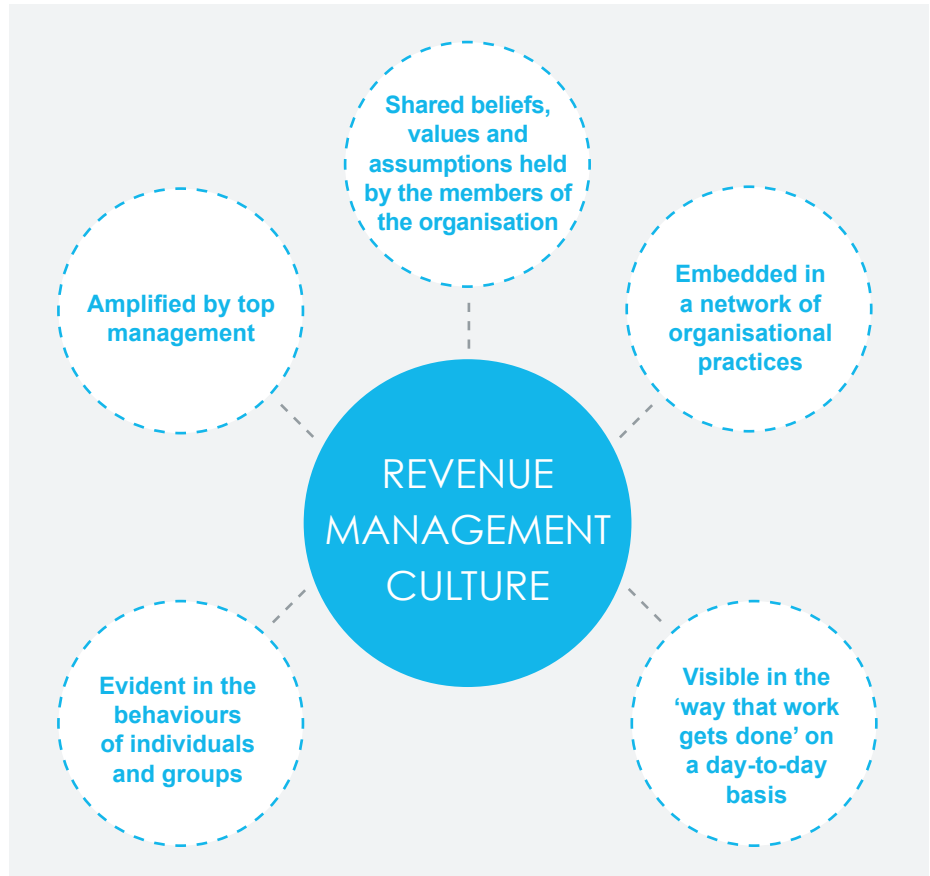 Shared beliefs,
values and
assumptions held
by the members of
the organisation
Amplified by top
management
Embedded in
a network of
organisational
practices
REVENUE
MANAGEMENT
CULTURE
Evident in the
behaviours
of individuals
and groups
Visible in the
‘way that work
gets done’ on
a day-to-day
basis